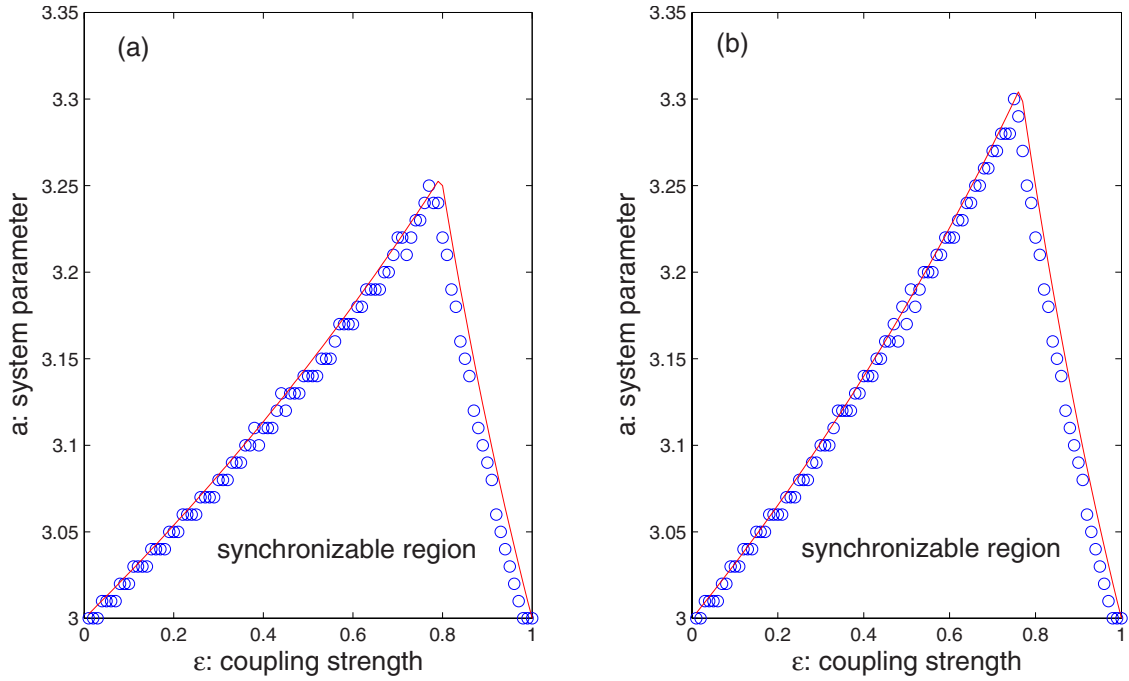 (a)
3.35
3.3
3.25
3.2
3.15
3.1
3.05
3
a: system parameter
synchronizable region
0 0.2 0.4 0.6 0.8 1
ε: coupling strength
(b)
3.35
3.3
3.25
3.2
3.15
3.1
3.05
3
a: system parameter
synchronizable region
0 0.2 0.4 0.6 0.8 1
ε: coupling strength